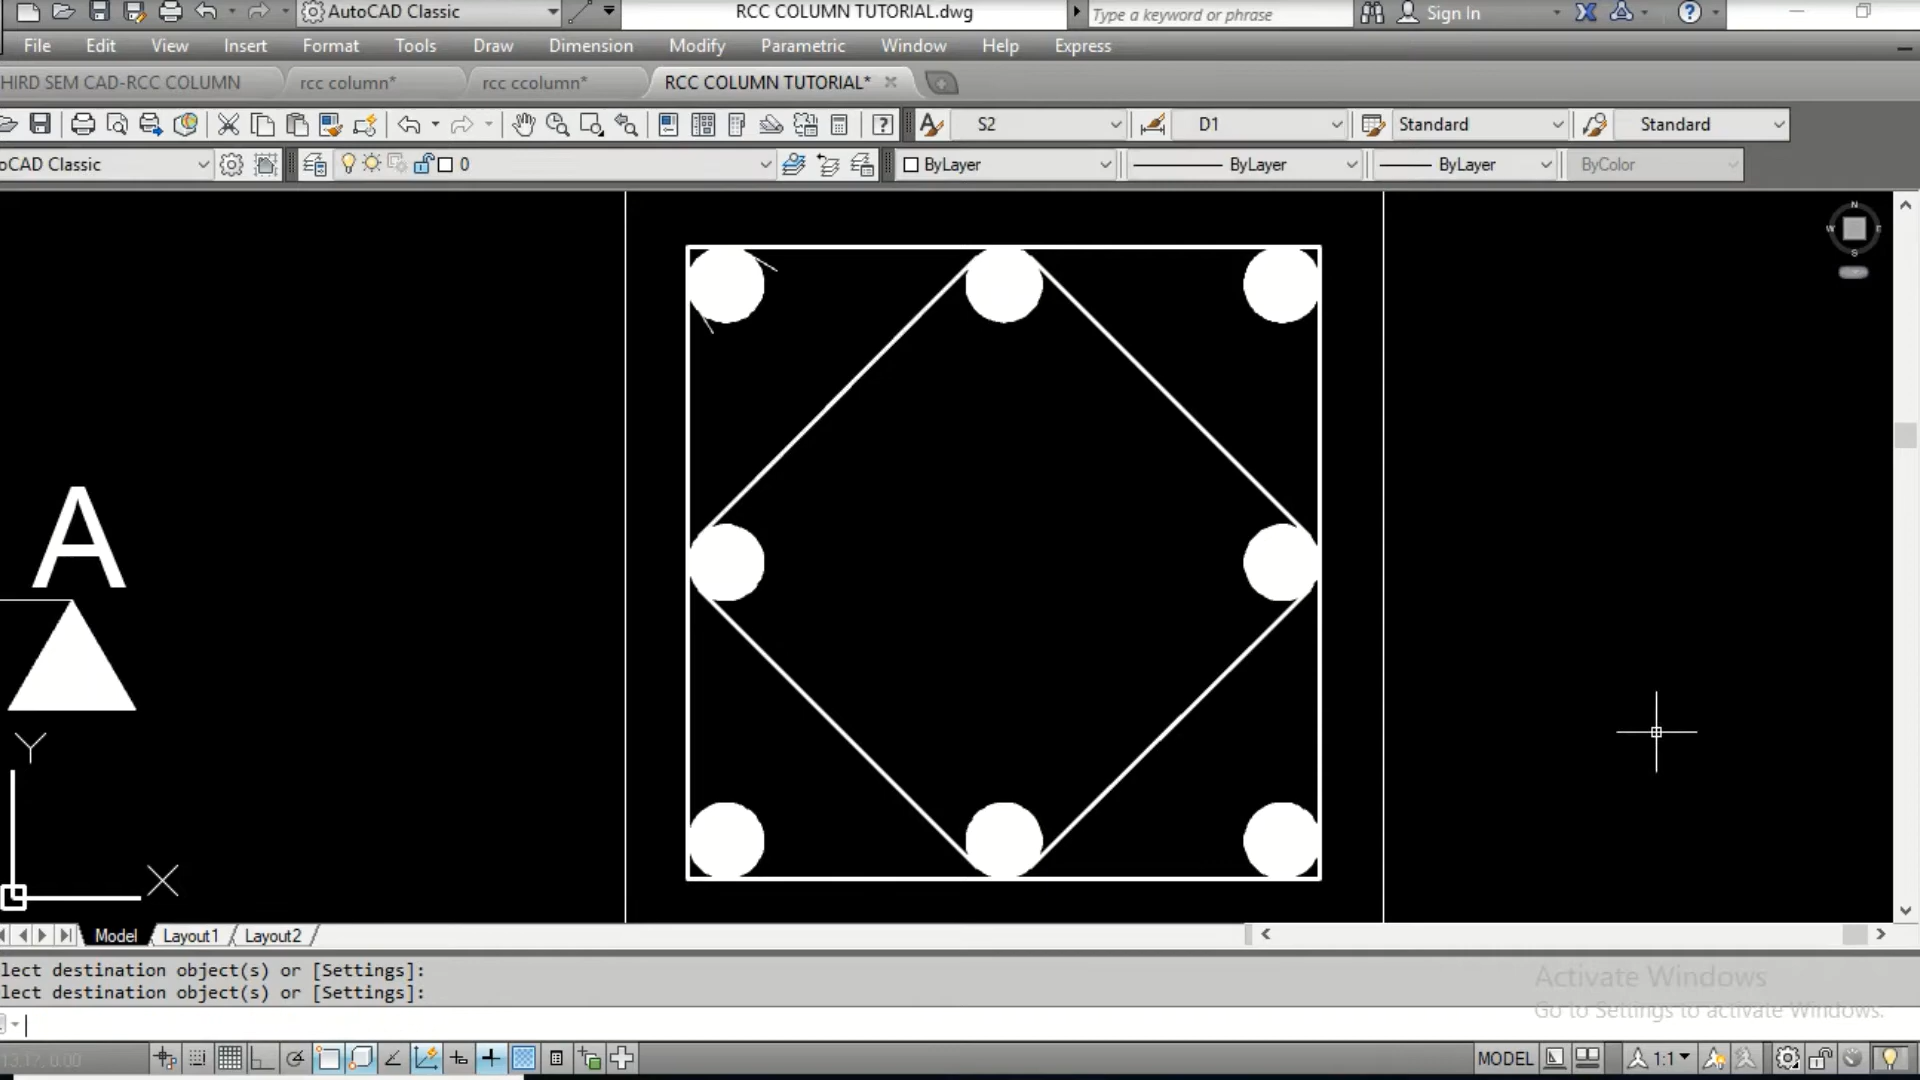 AutoCAD Classic
RCC COLUMN TUTORIAL.dwg
Type a keyword or phrase
Sign In
File Edit View Insert Format Tools Draw Dimension Modify Parametric Window Help Express
HIRD SEM CAD-RCC COLUMN
rcc column*
rcc ccolumn*
RCC COLUMN TUTORIAL*
S2
D1
Standard
Standard
oCAD Classic
0
ByLayer
ByLayer
ByLayer
ByColor
N
W
E
S
A
Y
X
Model Layout1 Layout2
lect destination object(s) or [Settings]:
lect destination object(s) or [Settings]:
Activate Windows
Go to Settings to activate Windows.
MODEL
1:1